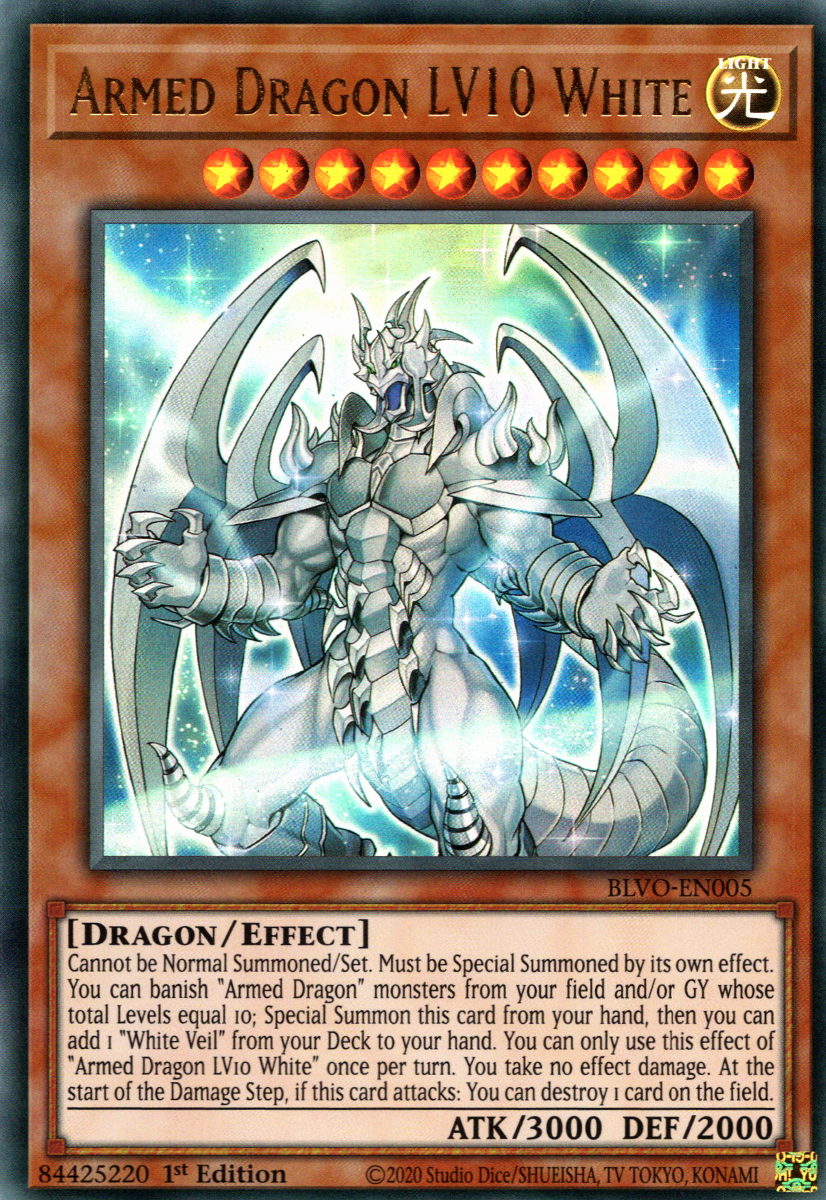 ARMED DRAGON LV10 WHITE
LIGHT
光
BLVO-EN005
[DRAGON/EFFECT]
Cannot be Normal Summoned/Set. Must be Special Summoned by its own effect.
You can banish "Armed Dragon" monsters from your field and/or GY whose
total Levels equal 10; Special Summon this card from your hand, then you can
add 1 "White Veil" from your Deck to your hand. You can only use this effect of
"Armed Dragon LV10 White" once per turn. You take no effect damage. At the
start of the Damage Step, if this card attacks: You can destroy 1 card on the field.
ATK/3000 DEF/2000
84425220 1st Edition ©2020 Studio Dice/SHUEISHA, TV TOKYO, KONAMI